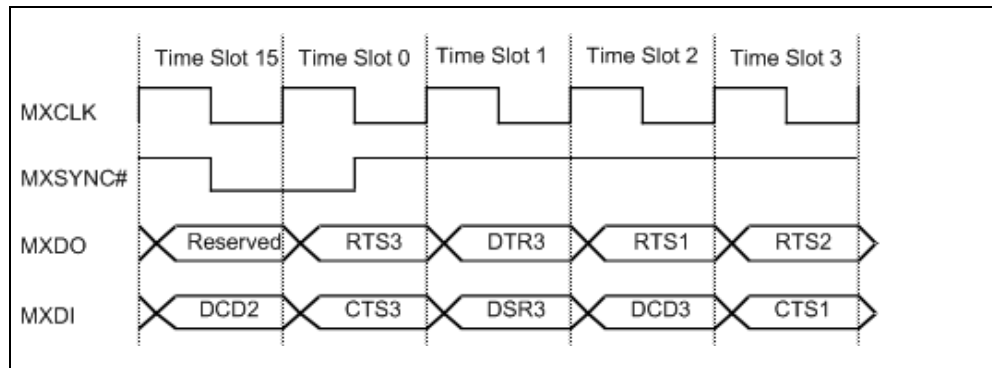 Time Slot 15 Time Slot 0 Time Slot 1 Time Slot 2 Time Slot 3
MXCLK
MXSYNC#
MXDO Reserved RTS3 DTR3 RTS1 RTS2
MXDI DCD2 CTS3 DSR3 DCD3 CTS1